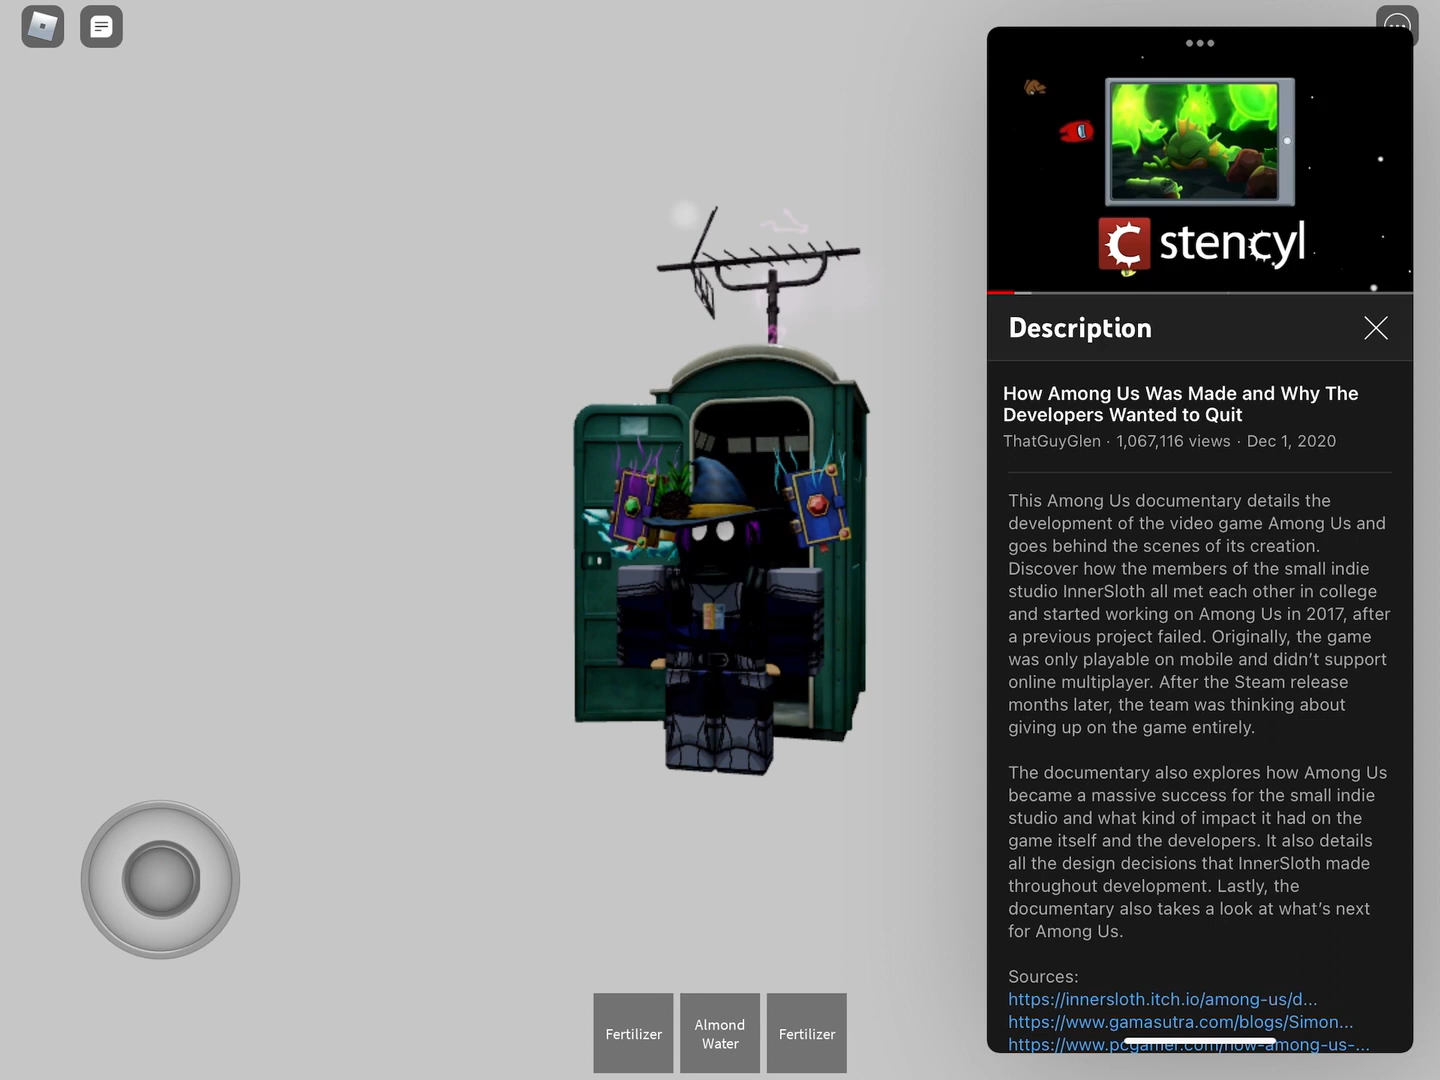 stencyl
Description
How Among Us Was Made and Why The
Developers Wanted to Quit
ThatGuyGlen · 1,067,116 views · Dec 1, 2020
This Among Us documentary details the
development of the video game Among Us and
goes behind the scenes of its creation.
Discover how the members of the small indie
studio InnerSloth all met each other in college
and started working on Among Us in 2017, after
a previous project failed. Originally, the game
was only playable on mobile and didn’t support
online multiplayer. After the Steam release
months later, the team was thinking about
giving up on the game entirely.
The documentary also explores how Among Us
became a massive success for the small indie
studio and what kind of impact it had on the
game itself and the developers. It also details
all the design decisions that InnerSloth made
throughout development. Lastly, the
documentary also takes a look at what’s next
for Among Us.
Sources:
https://innersloth.itch.io/among-us/d...
https://www.gamasutra.com/blogs/Simon...
https://www.pcgamer.com/how-among-us-...
Fertilizer
Almond
Water
Fertilizer